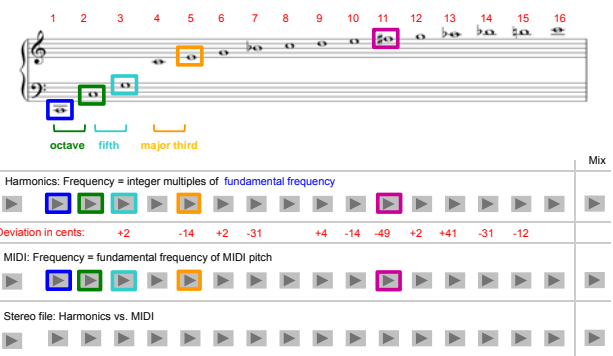 1 2 3 4 5 6 7 8 9 10 11 12 13 14 15 16
octave fifth major third
Mix
Harmonics: Frequency = integer multiples of fundamental frequency
Deviation in cents: +2 -14 +2 -31 +4 -14 -49 +2 +41 -31 -12
MIDI: Frequency = fundamental frequency of MIDI pitch
Stereo file: Harmonics vs. MIDI